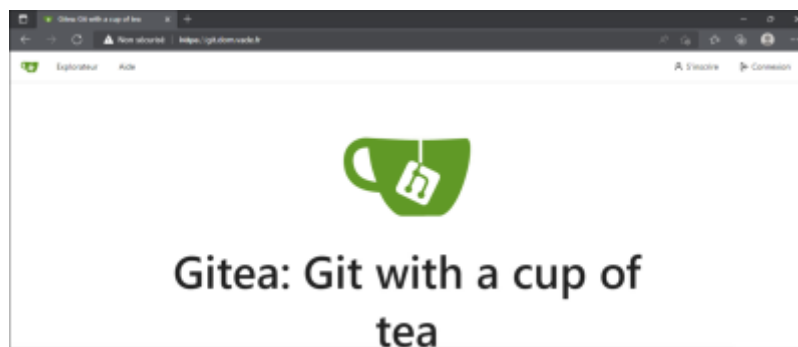 Gitea: Git with a cup of tea
Non sécurisé
Explorateur Aide S'inscrire Connexion
Gitea: Git with a cup of
tea